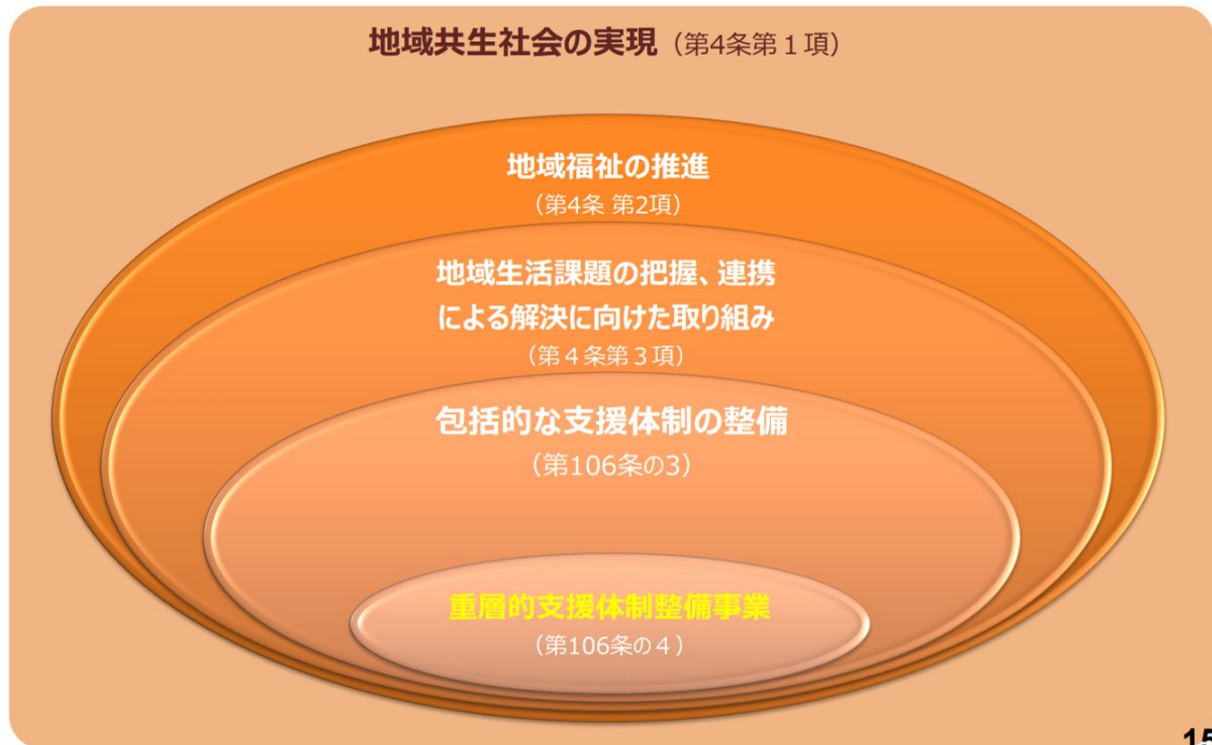 地域共生社会の実現（第4条第１項）
地域福祉の推進
（第4条 第2項）
地域生活課題の把握、連携
による解決に向けた取り組み
（第４条第３項）
包括的な支援体制の整備
（第106条の3）
重層的支援体制整備事業
（第106条の４）
15